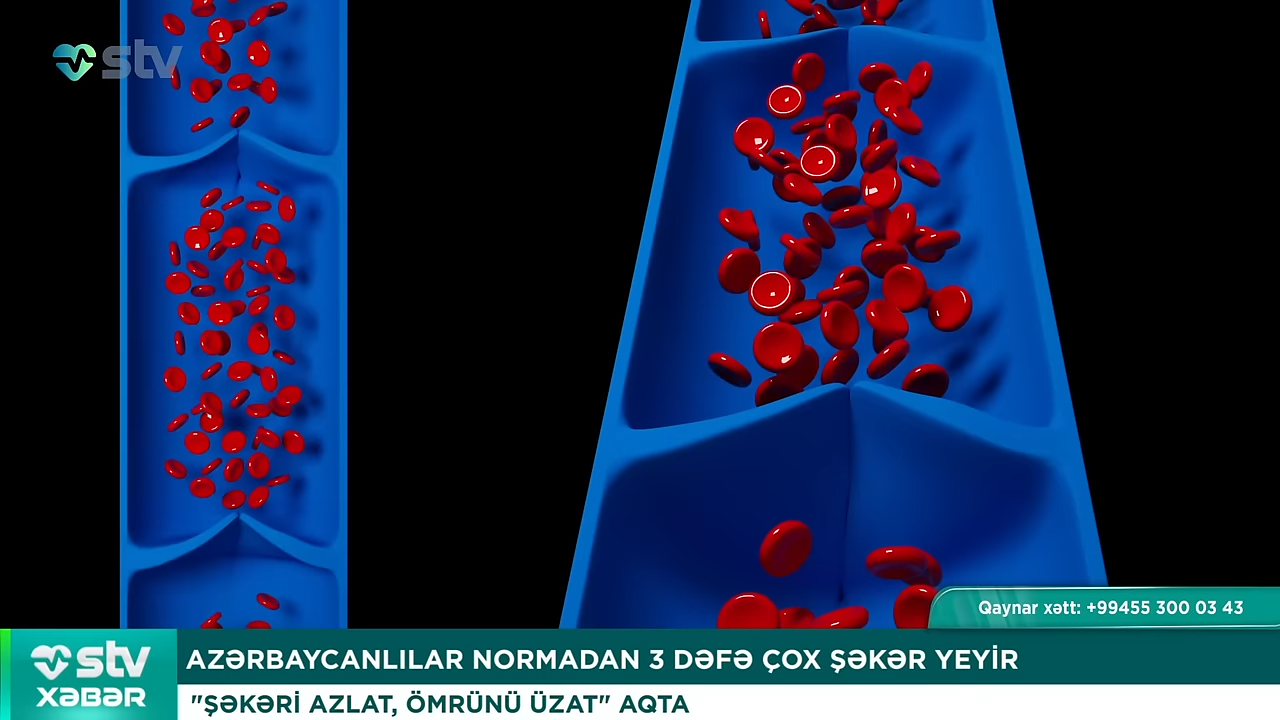 stv
Qaynar xətt: +99455 300 03 43
stv
XƏBƏR
AZƏRBAYCANLILAR NORMADAN 3 DƏFƏ ÇOX ŞƏKƏR YEYİR
"ŞƏKƏRİ AZLAT, ÖMRÜNÜ ÜZAT" AQTA